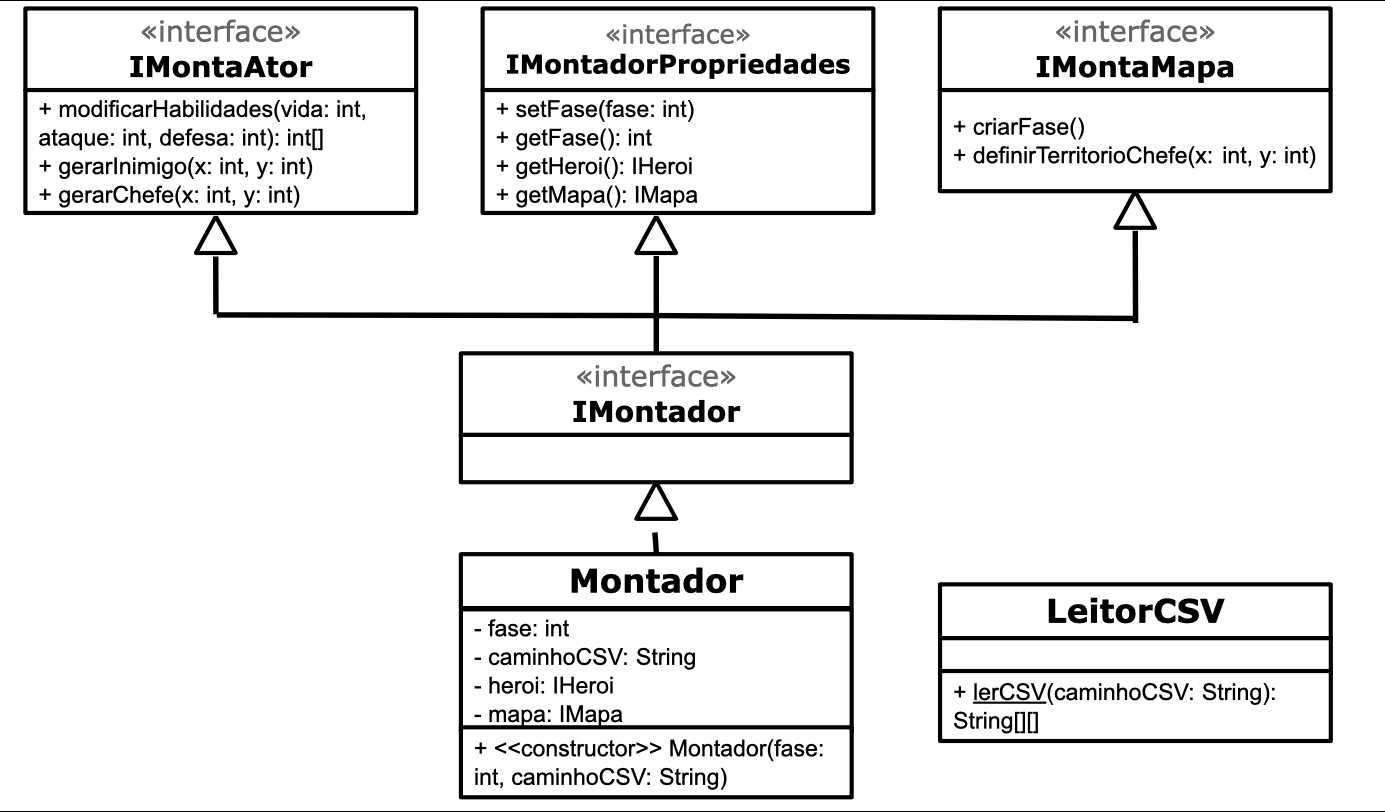 «interface»
IMontaAtor
+ modificarHabilidades(vida: int,
ataque: int, defesa: int): int[]
+ gerarInimigo(x: int, y: int)
+ gerarChefe(x: int, y: int)
«interface»
IMontadorPropriedades
+ setFase(fase: int)
+ getFase(): int
+ getHeroi(): IHeroi
+ getMapa(): IMapa
«interface»
IMontaMapa
+ criarFase()
+ definirTerritorioChefe(x: int, y: int)
«interface»
IMontador
Montador
- fase: int
- caminhoCSV: String
- heroi: IHeroi
- mapa: IMapa
+ <<constructor>> Montador(fase:
int, caminhoCSV: String)
LeitorCSV
+ lerCSV(caminhoCSV: String):
String[][]